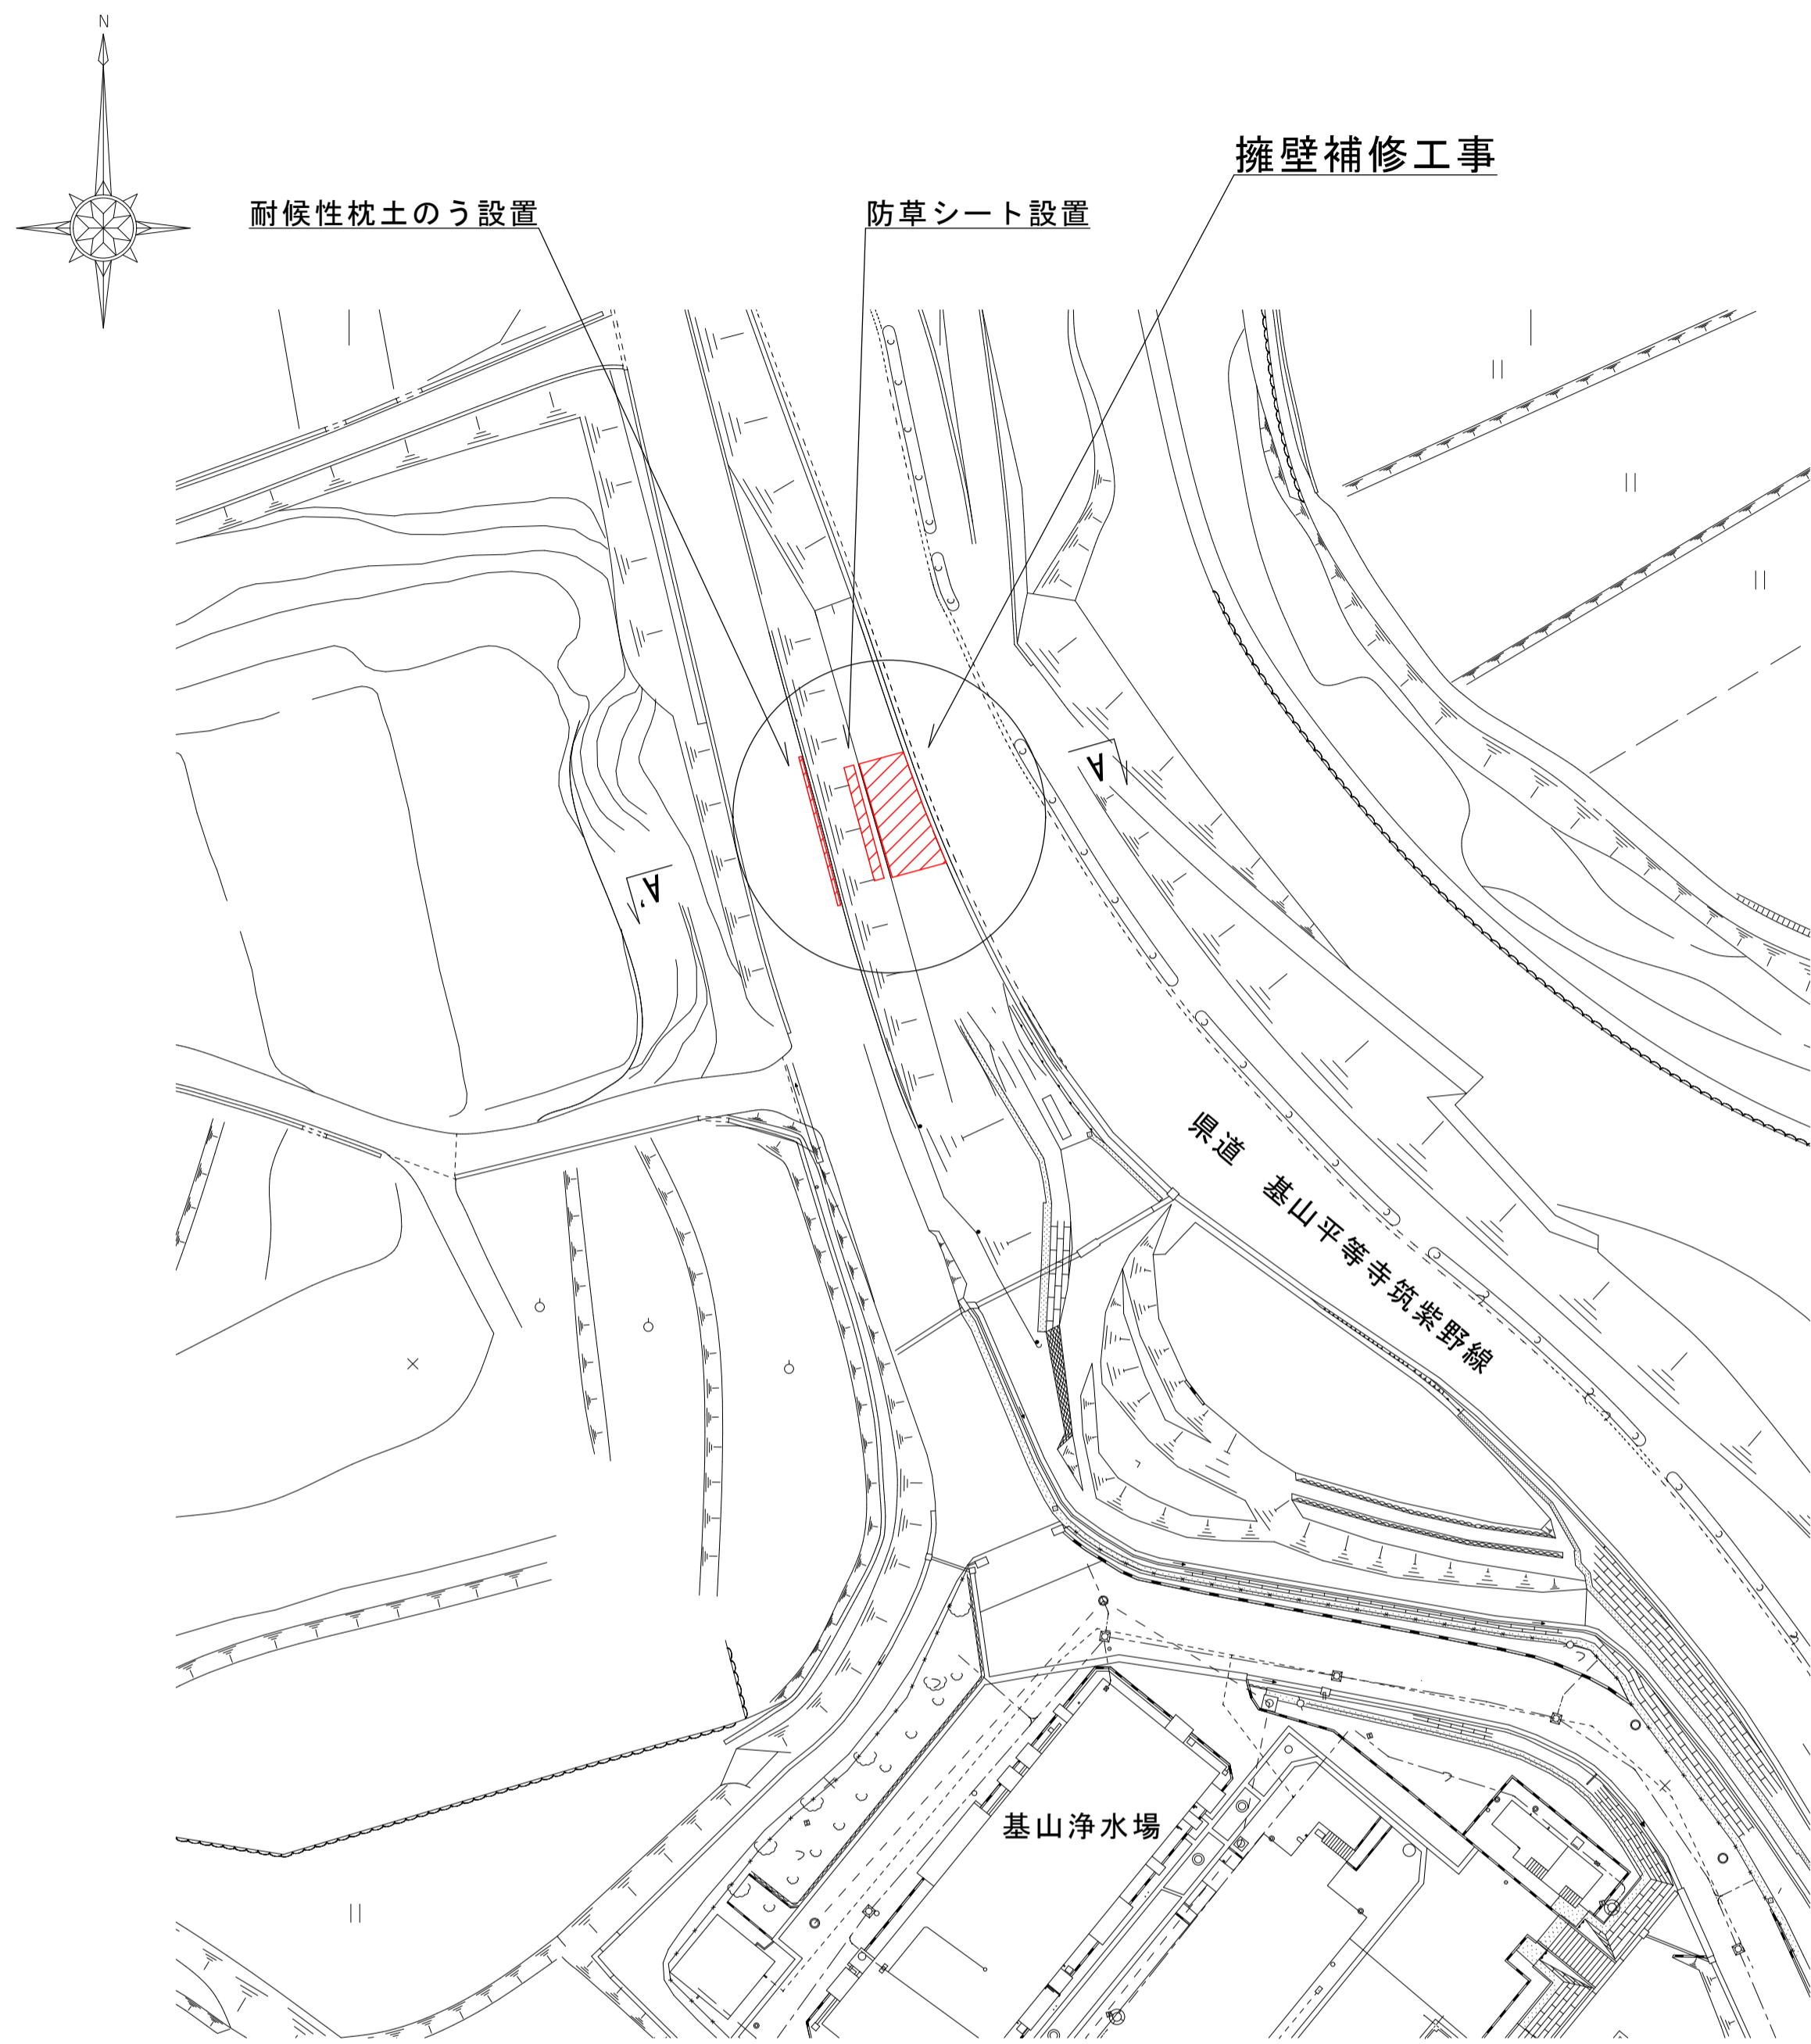 N
擁壁補修工事
耐候性枕土のう設置
防草シート設置
A
A'
県道 基山平等寺筑紫野線
基山浄水場